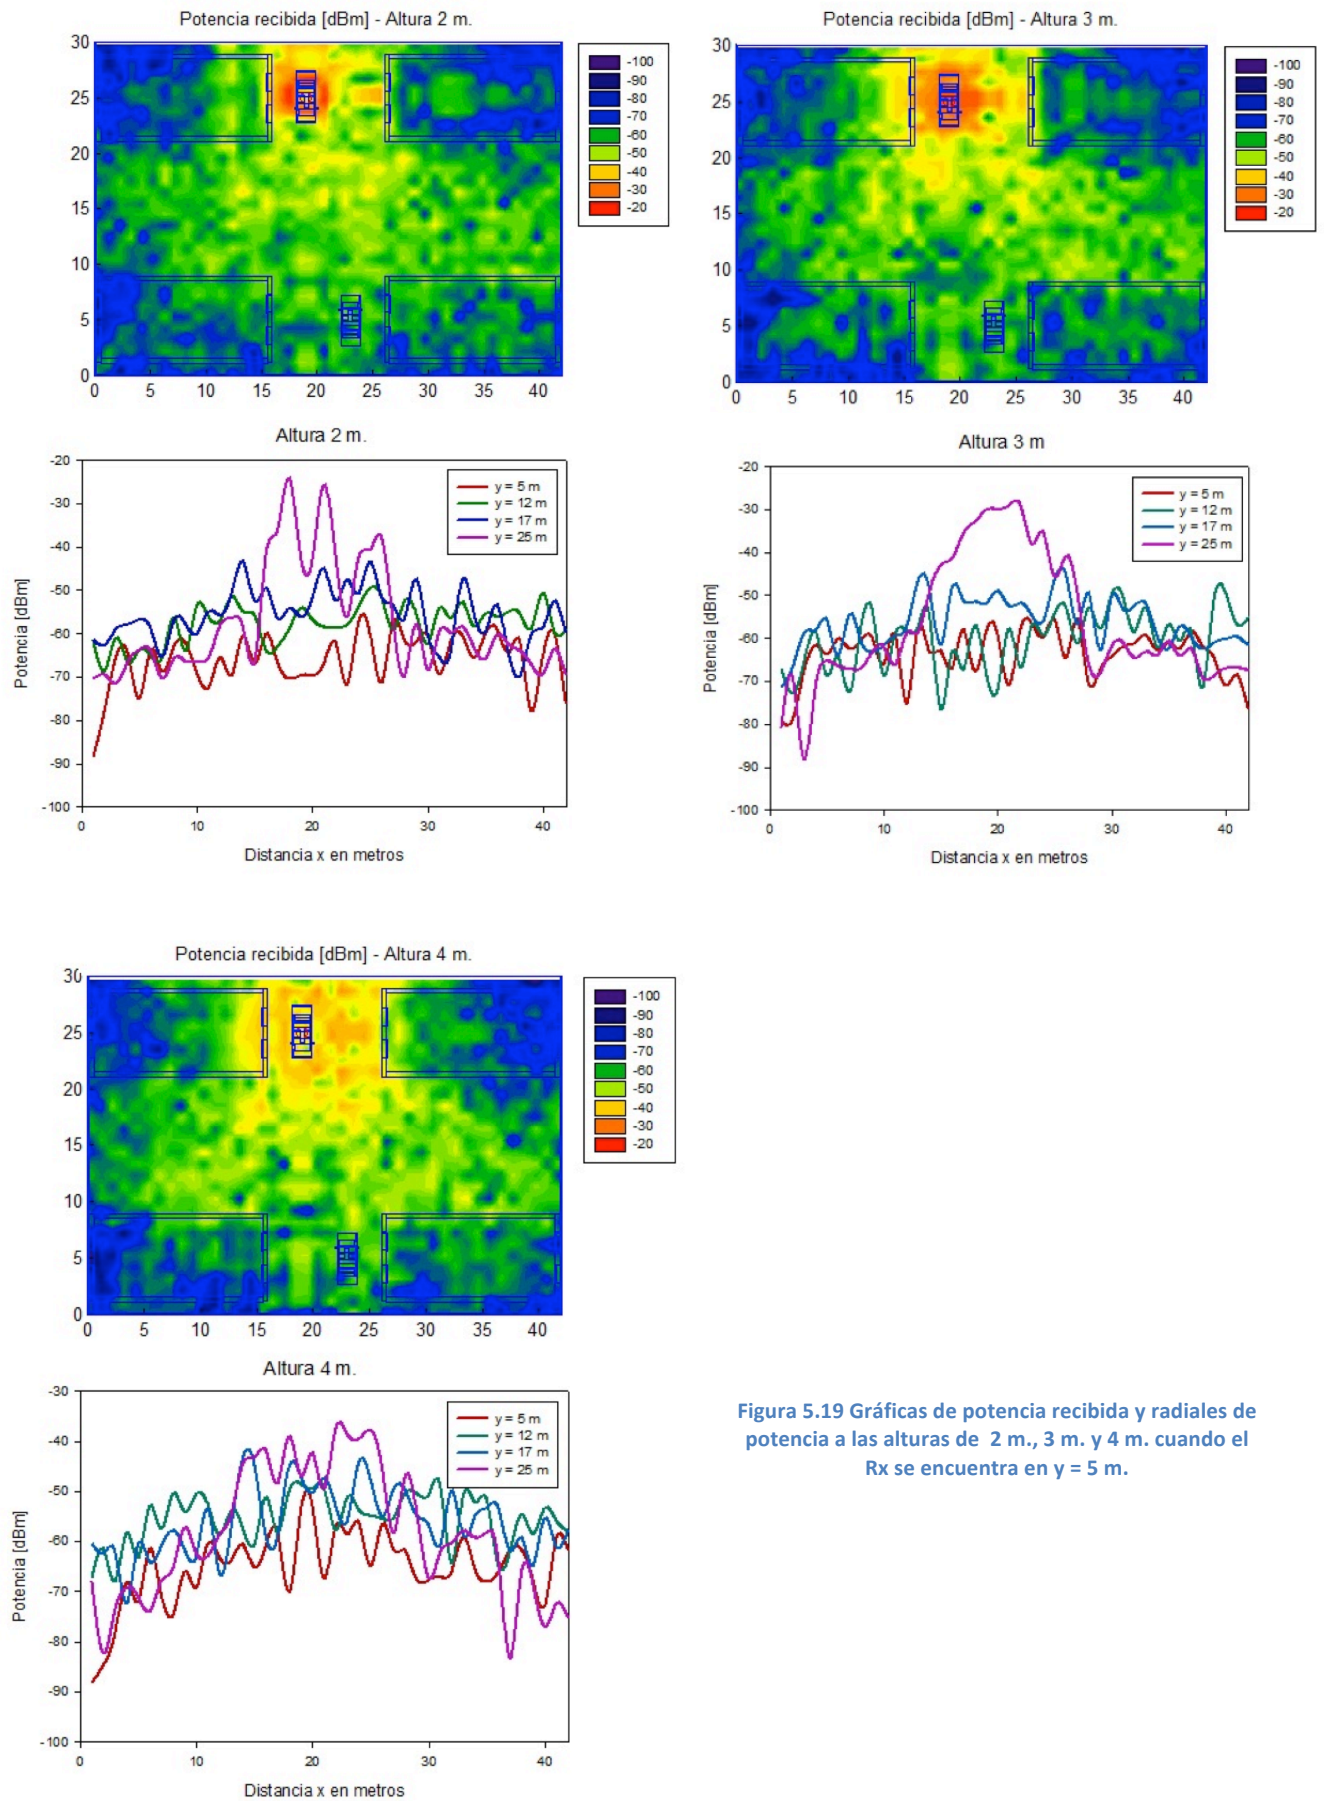 Potencia recibida [dBm] - Altura 2 m.
30
25
20
15
10
5
0
0 5 10 15 20 25 30 35 40
-100
-90
-80
-70
-60
-50
-40
-30
-20
Potencia recibida [dBm] - Altura 3 m.
30
25
20
15
10
5
0
0 5 10 15 20 25 30 35 40
-100
-90
-80
-70
-60
-50
-40
-30
-20
Altura 2 m.
Potencia [dBm]
-20
-30
-40
-50
-60
-70
-80
-90
-100
0 10 20 30 40
Distancia x en metros
y = 5 m
y = 12 m
y = 17 m
y = 25 m
Altura 3 m
Potencia [dBm]
-20
-30
-40
-50
-60
-70
-80
-90
-100
0 10 20 30 40
Distancia x en metros
y = 5 m
y = 12 m
y = 17 m
y = 25 m
Potencia recibida [dBm] - Altura 4 m.
30
25
20
15
10
5
0
0 5 10 15 20 25 30 35 40
-100
-90
-80
-70
-60
-50
-40
-30
-20
Altura 4 m.
Potencia [dBm]
-30
-40
-50
-60
-70
-80
-90
-100
0 10 20 30 40
Distancia x en metros
y = 5 m
y = 12 m
y = 17 m
y = 25 m
Figura 5.19 Gráficas de potencia recibida y radiales de
potencia a las alturas de 2 m., 3 m. y 4 m. cuando el
Rx se encuentra en y = 5 m.